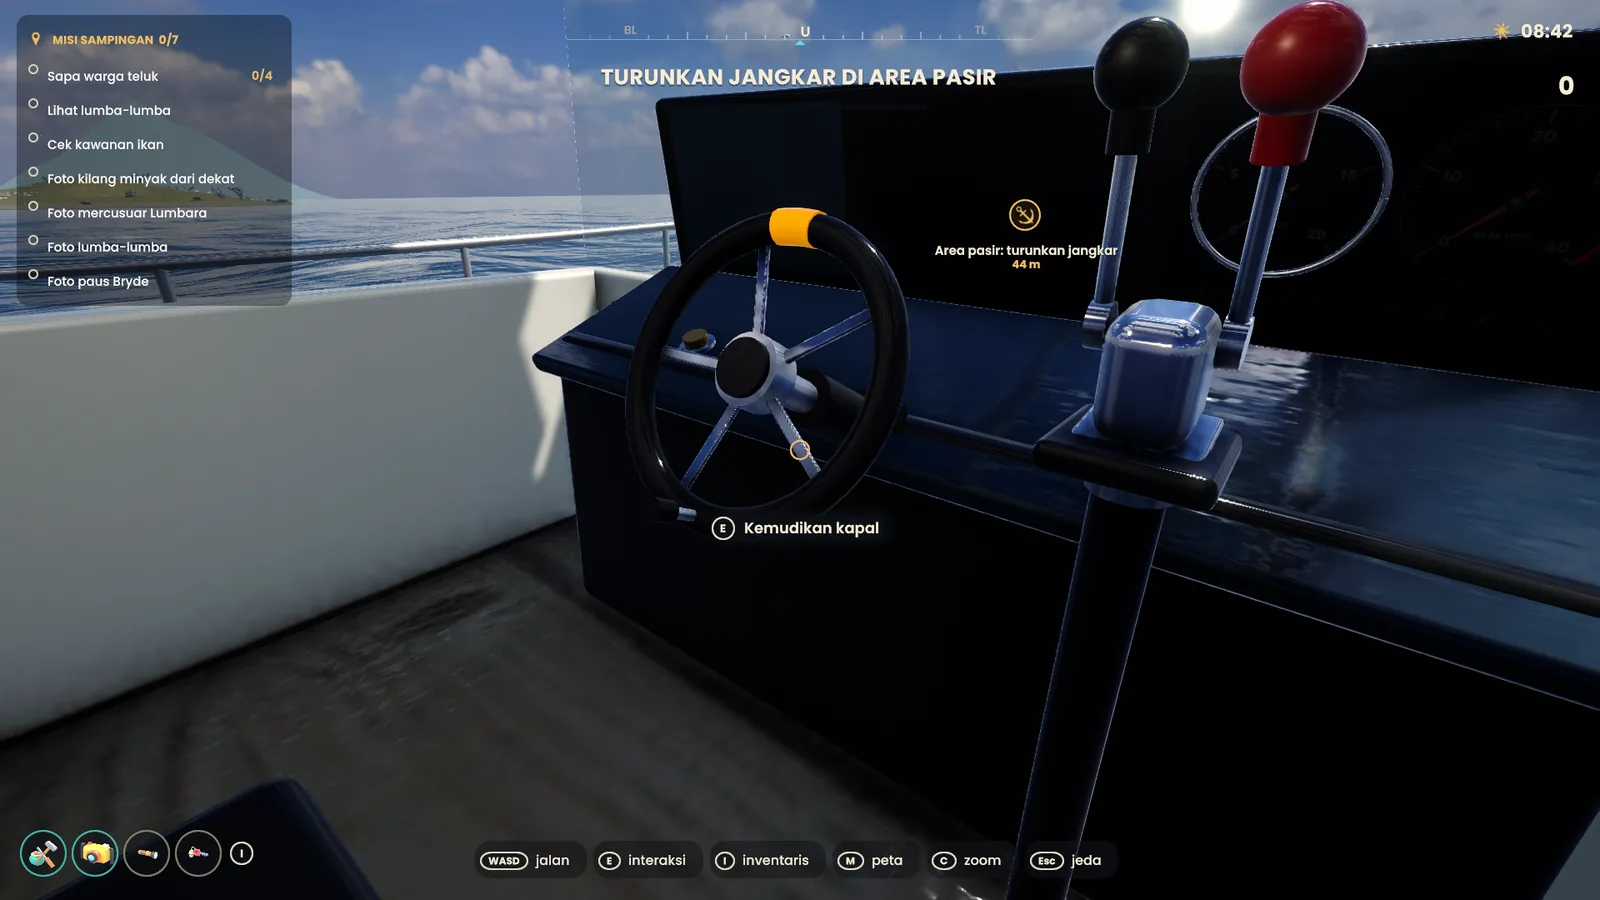 MISI SAMPINGAN 0/7
Sapa warga teluk 0/4
Lihat lumba-lumba
Cek kawanan ikan
Foto kilang minyak dari dekat
Foto mercusuar Lumbara
Foto lumba-lumba
Foto paus Bryde
BL U TL
TURUNKAN JANGKAR DI AREA PASIR
08:42
0
Area pasir: turunkan jangkar
44 m
E Kemudikan kapal
I
WASD jalan E interaksi I inventaris M peta C zoom Esc jeda